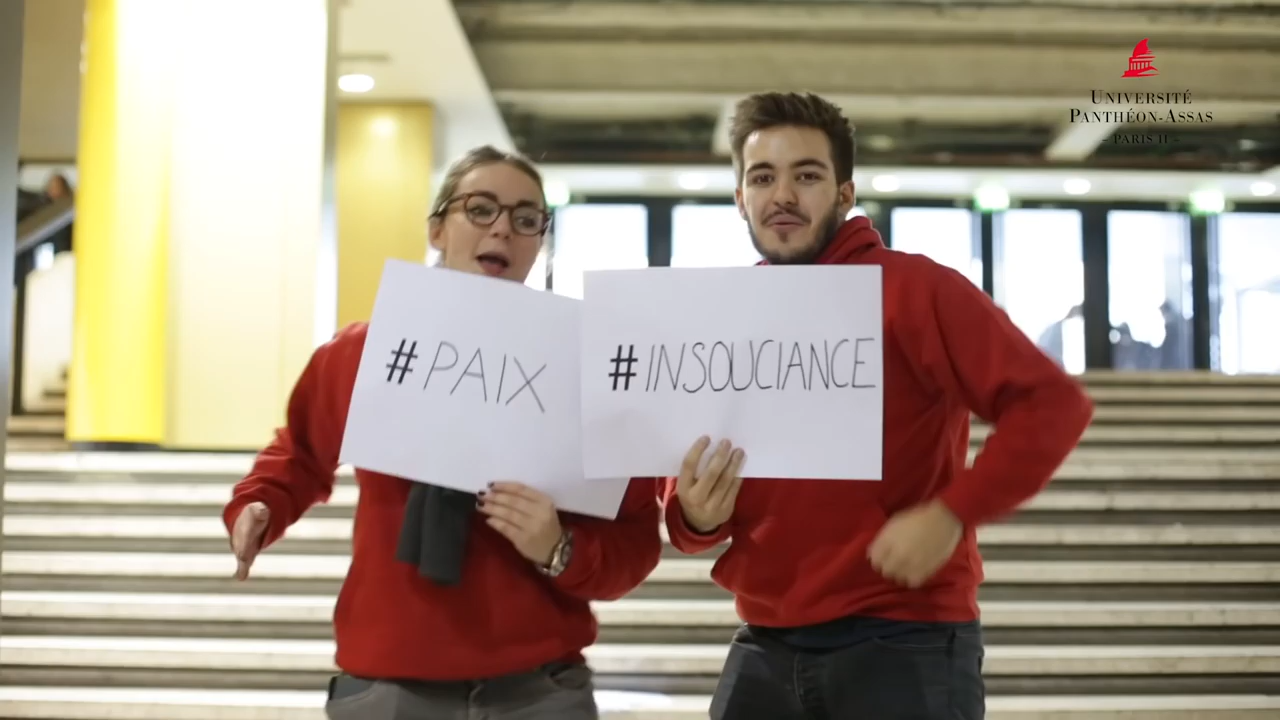 UNIVERSITÉ
PANTHÉON-ASSAS
- PARIS II -
#PAIX
#INSOUCIANCE